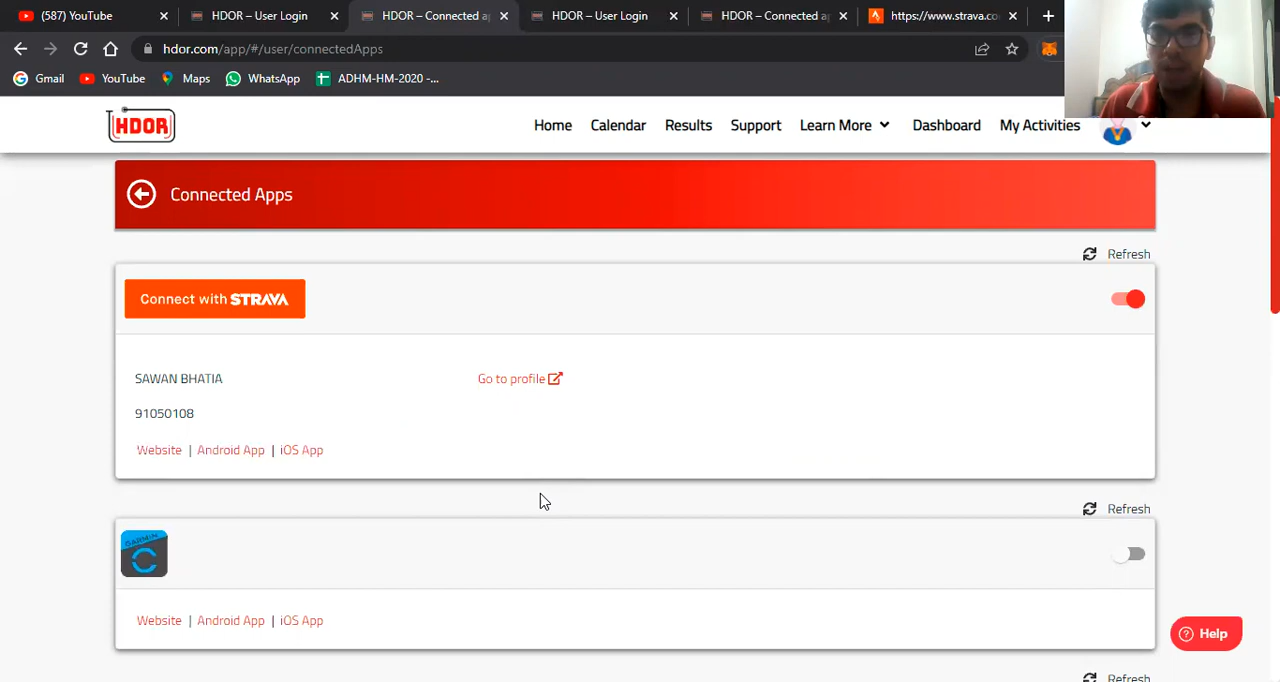 (587) YouTube
HDOR – User Login
HDOR – Connected ap
HDOR – User Login
HDOR – Connected ap
https://www.strava.co
hdor.com/app/#/user/connectedApps
Gmail
YouTube
Maps
WhatsApp
ADHM-HM-2020 -...
HDOR
Home
Calendar
Results
Support
Learn More
Dashboard
My Activities
Connected Apps
Refresh
Connect with STRAVA
SAWAN BHATIA
Go to profile
91050108
Website | Android App | iOS App
Refresh
GARMIN
Website | Android App | iOS App
Help
Refresh